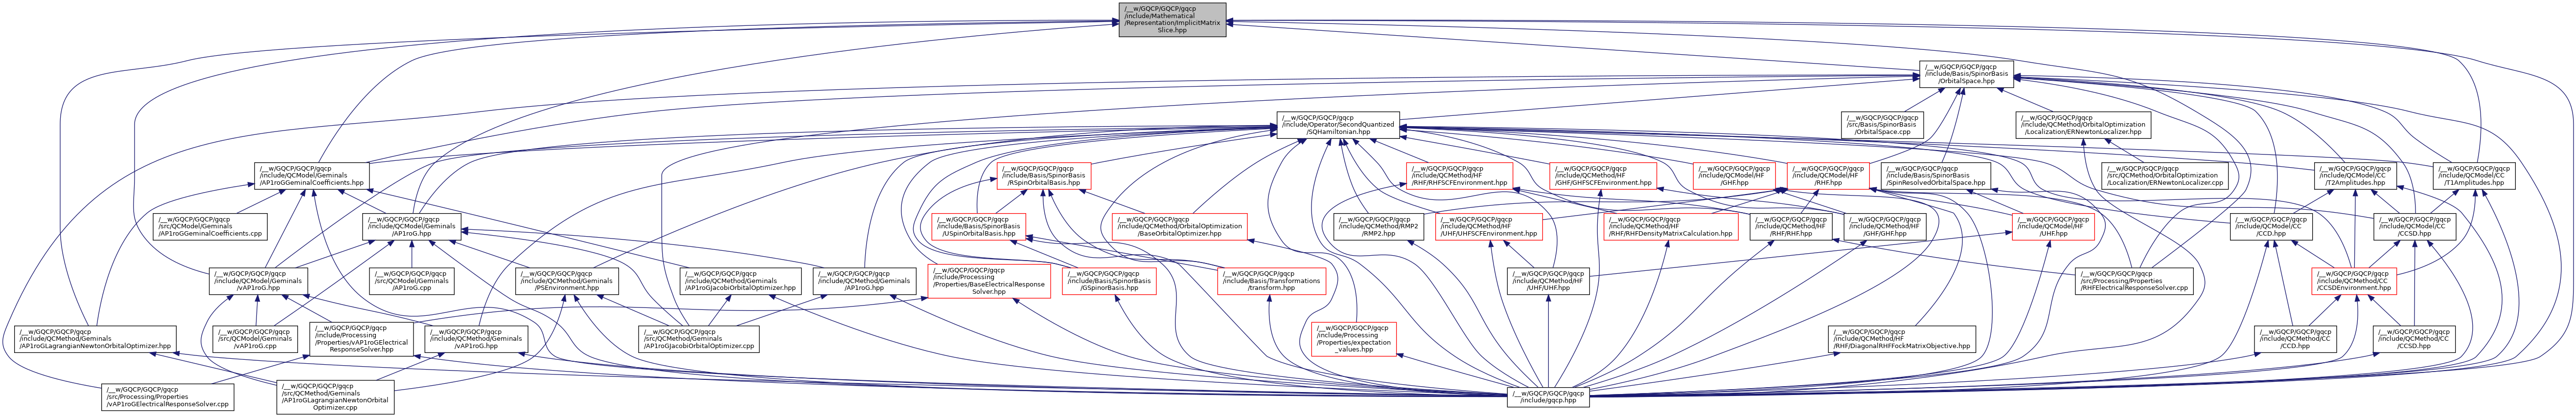 /__w/GQCP/GQCP/gqcp
/include/Mathematical
/Representation/ImplicitMatrix
Slice.hpp
/__w/GQCP/GQCP/gqcp
/include/Basis/SpinorBasis
/OrbitalSpace.hpp
/__w/GQCP/GQCP/gqcp
/include/Operator/SecondQuantized
/SQHamiltonian.hpp
/__w/GQCP/GQCP/gqcp
/src/Basis/SpinorBasis
/OrbitalSpace.cpp
/__w/GQCP/GQCP/gqcp
/include/QCMethod/OrbitalOptimization
/Localization/ERNewtonLocalizer.hpp
/__w/GQCP/GQCP/gqcp
/include/QCModel/Geminals
/AP1roGGeminalCoefficients.hpp
/__w/GQCP/GQCP/gqcp
/include/Basis/SpinorBasis
/RSpinOrbitalBasis.hpp
/__w/GQCP/GQCP/gqcp
/include/QCMethod/HF
/RHF/RHFSCFEnvironment.hpp
/__w/GQCP/GQCP/gqcp
/include/QCMethod/HF
/GHF/GHFSCFEnvironment.hpp
/__w/GQCP/GQCP/gqcp
/include/QCModel/HF
/GHF.hpp
/__w/GQCP/GQCP/gqcp
/include/QCModel/HF
/RHF.hpp
/__w/GQCP/GQCP/gqcp
/include/Basis/SpinorBasis
/SpinResolvedOrbitalSpace.hpp
/__w/GQCP/GQCP/gqcp
/src/QCMethod/OrbitalOptimization
/Localization/ERNewtonLocalizer.cpp
/__w/GQCP/GQCP/gqcp
/include/QCModel/CC
/T2Amplitudes.hpp
/__w/GQCP/GQCP/gqcp
/include/QCModel/CC
/T1Amplitudes.hpp
/__w/GQCP/GQCP/gqcp
/src/QCModel/Geminals
/AP1roGGeminalCoefficients.cpp
/__w/GQCP/GQCP/gqcp
/include/QCModel/Geminals
/AP1roG.hpp
/__w/GQCP/GQCP/gqcp
/include/Basis/SpinorBasis
/USpinOrbitalBasis.hpp
/__w/GQCP/GQCP/gqcp
/include/QCMethod/OrbitalOptimization
/BaseOrbitalOptimizer.hpp
/__w/GQCP/GQCP/gqcp
/include/QCMethod/RMP2
/RMP2.hpp
/__w/GQCP/GQCP/gqcp
/include/QCMethod/HF
/UHF/UHFSCFEnvironment.hpp
/__w/GQCP/GQCP/gqcp
/include/QCMethod/HF
/RHF/RHFDensityMatrixCalculation.hpp
/__w/GQCP/GQCP/gqcp
/include/QCMethod/HF
/RHF/RHF.hpp
/__w/GQCP/GQCP/gqcp
/include/QCMethod/HF
/GHF/GHF.hpp
/__w/GQCP/GQCP/gqcp
/include/QCModel/HF
/UHF.hpp
/__w/GQCP/GQCP/gqcp
/include/QCModel/CC
/CCD.hpp
/__w/GQCP/GQCP/gqcp
/include/QCModel/CC
/CCSD.hpp
/__w/GQCP/GQCP/gqcp
/include/QCModel/Geminals
/vAP1roG.hpp
/__w/GQCP/GQCP/gqcp
/src/QCModel/Geminals
/AP1roG.cpp
/__w/GQCP/GQCP/gqcp
/include/QCMethod/Geminals
/PSEnvironment.hpp
/__w/GQCP/GQCP/gqcp
/include/QCMethod/Geminals
/AP1roGJacobiOrbitalOptimizer.hpp
/__w/GQCP/GQCP/gqcp
/include/QCMethod/Geminals
/AP1roG.hpp
/__w/GQCP/GQCP/gqcp
/include/Processing
/Properties/BaseElectricalResponse
Solver.hpp
/__w/GQCP/GQCP/gqcp
/include/Basis/SpinorBasis
/GSpinorBasis.hpp
/__w/GQCP/GQCP/gqcp
/include/Basis/Transformations
/transform.hpp
/__w/GQCP/GQCP/gqcp
/include/QCMethod/HF
/UHF/UHF.hpp
/__w/GQCP/GQCP/gqcp
/src/Processing/Properties
/RHFElectricalResponseSolver.cpp
/__w/GQCP/GQCP/gqcp
/include/QCMethod/CC
/CCSDEnvironment.hpp
/__w/GQCP/GQCP/gqcp
/include/QCMethod/Geminals
/AP1roGLagrangianNewtonOrbitalOptimizer.hpp
/__w/GQCP/GQCP/gqcp
/src/QCModel/Geminals
/vAP1roG.cpp
/__w/GQCP/GQCP/gqcp
/include/Processing
/Properties/vAP1roGElectrical
ResponseSolver.hpp
/__w/GQCP/GQCP/gqcp
/include/QCMethod/Geminals
/vAP1roG.hpp
/__w/GQCP/GQCP/gqcp
/src/QCMethod/Geminals
/AP1roGJacobiOrbitalOptimizer.cpp
/__w/GQCP/GQCP/gqcp
/include/Processing
/Properties/expectation
_values.hpp
/__w/GQCP/GQCP/gqcp
/include/QCMethod/HF
/RHF/DiagonalRHFFockMatrixObjective.hpp
/__w/GQCP/GQCP/gqcp
/include/QCMethod/CC
/CCD.hpp
/__w/GQCP/GQCP/gqcp
/include/QCMethod/CC
/CCSD.hpp
/__w/GQCP/GQCP/gqcp
/src/Processing/Properties
/vAP1roGElectricalResponseSolver.cpp
/__w/GQCP/GQCP/gqcp
/src/QCMethod/Geminals
/AP1roGLagrangianNewtonOrbital
Optimizer.cpp
/__w/GQCP/GQCP/gqcp
/include/gqcp.hpp